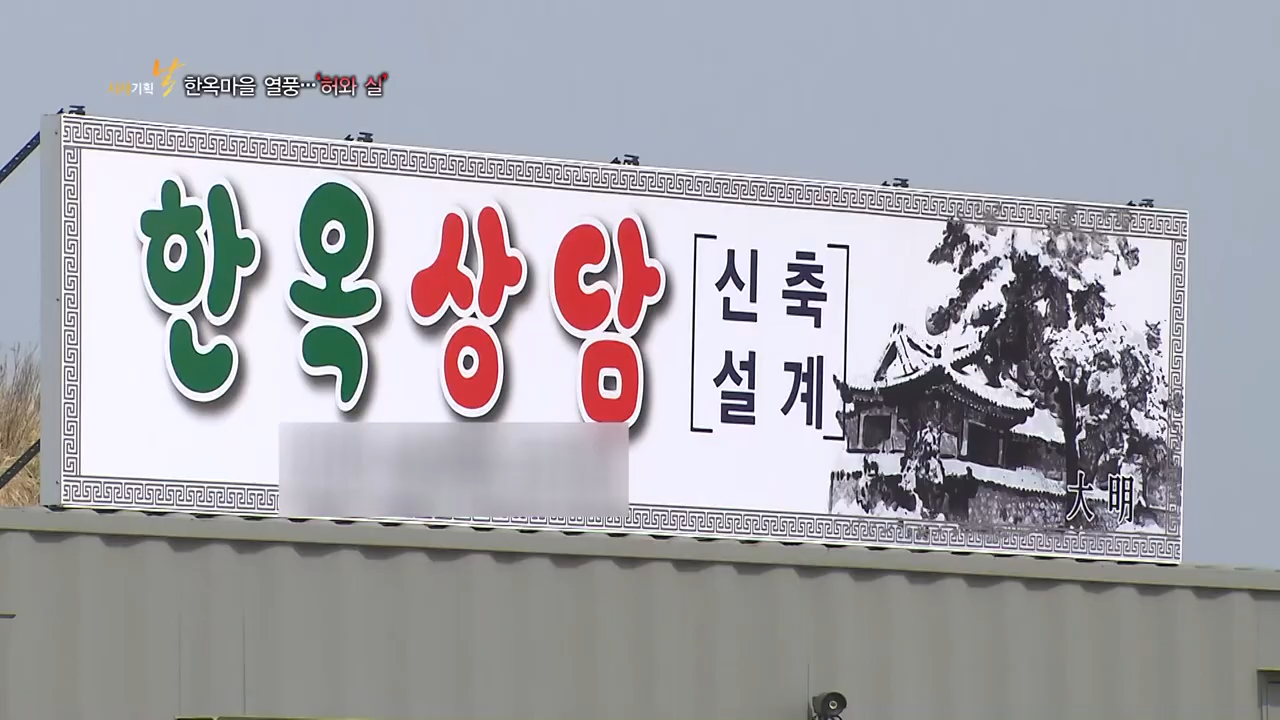 기획 날 한옥마을 열풍…'허와 실'
한옥상담
신축
설계
大明